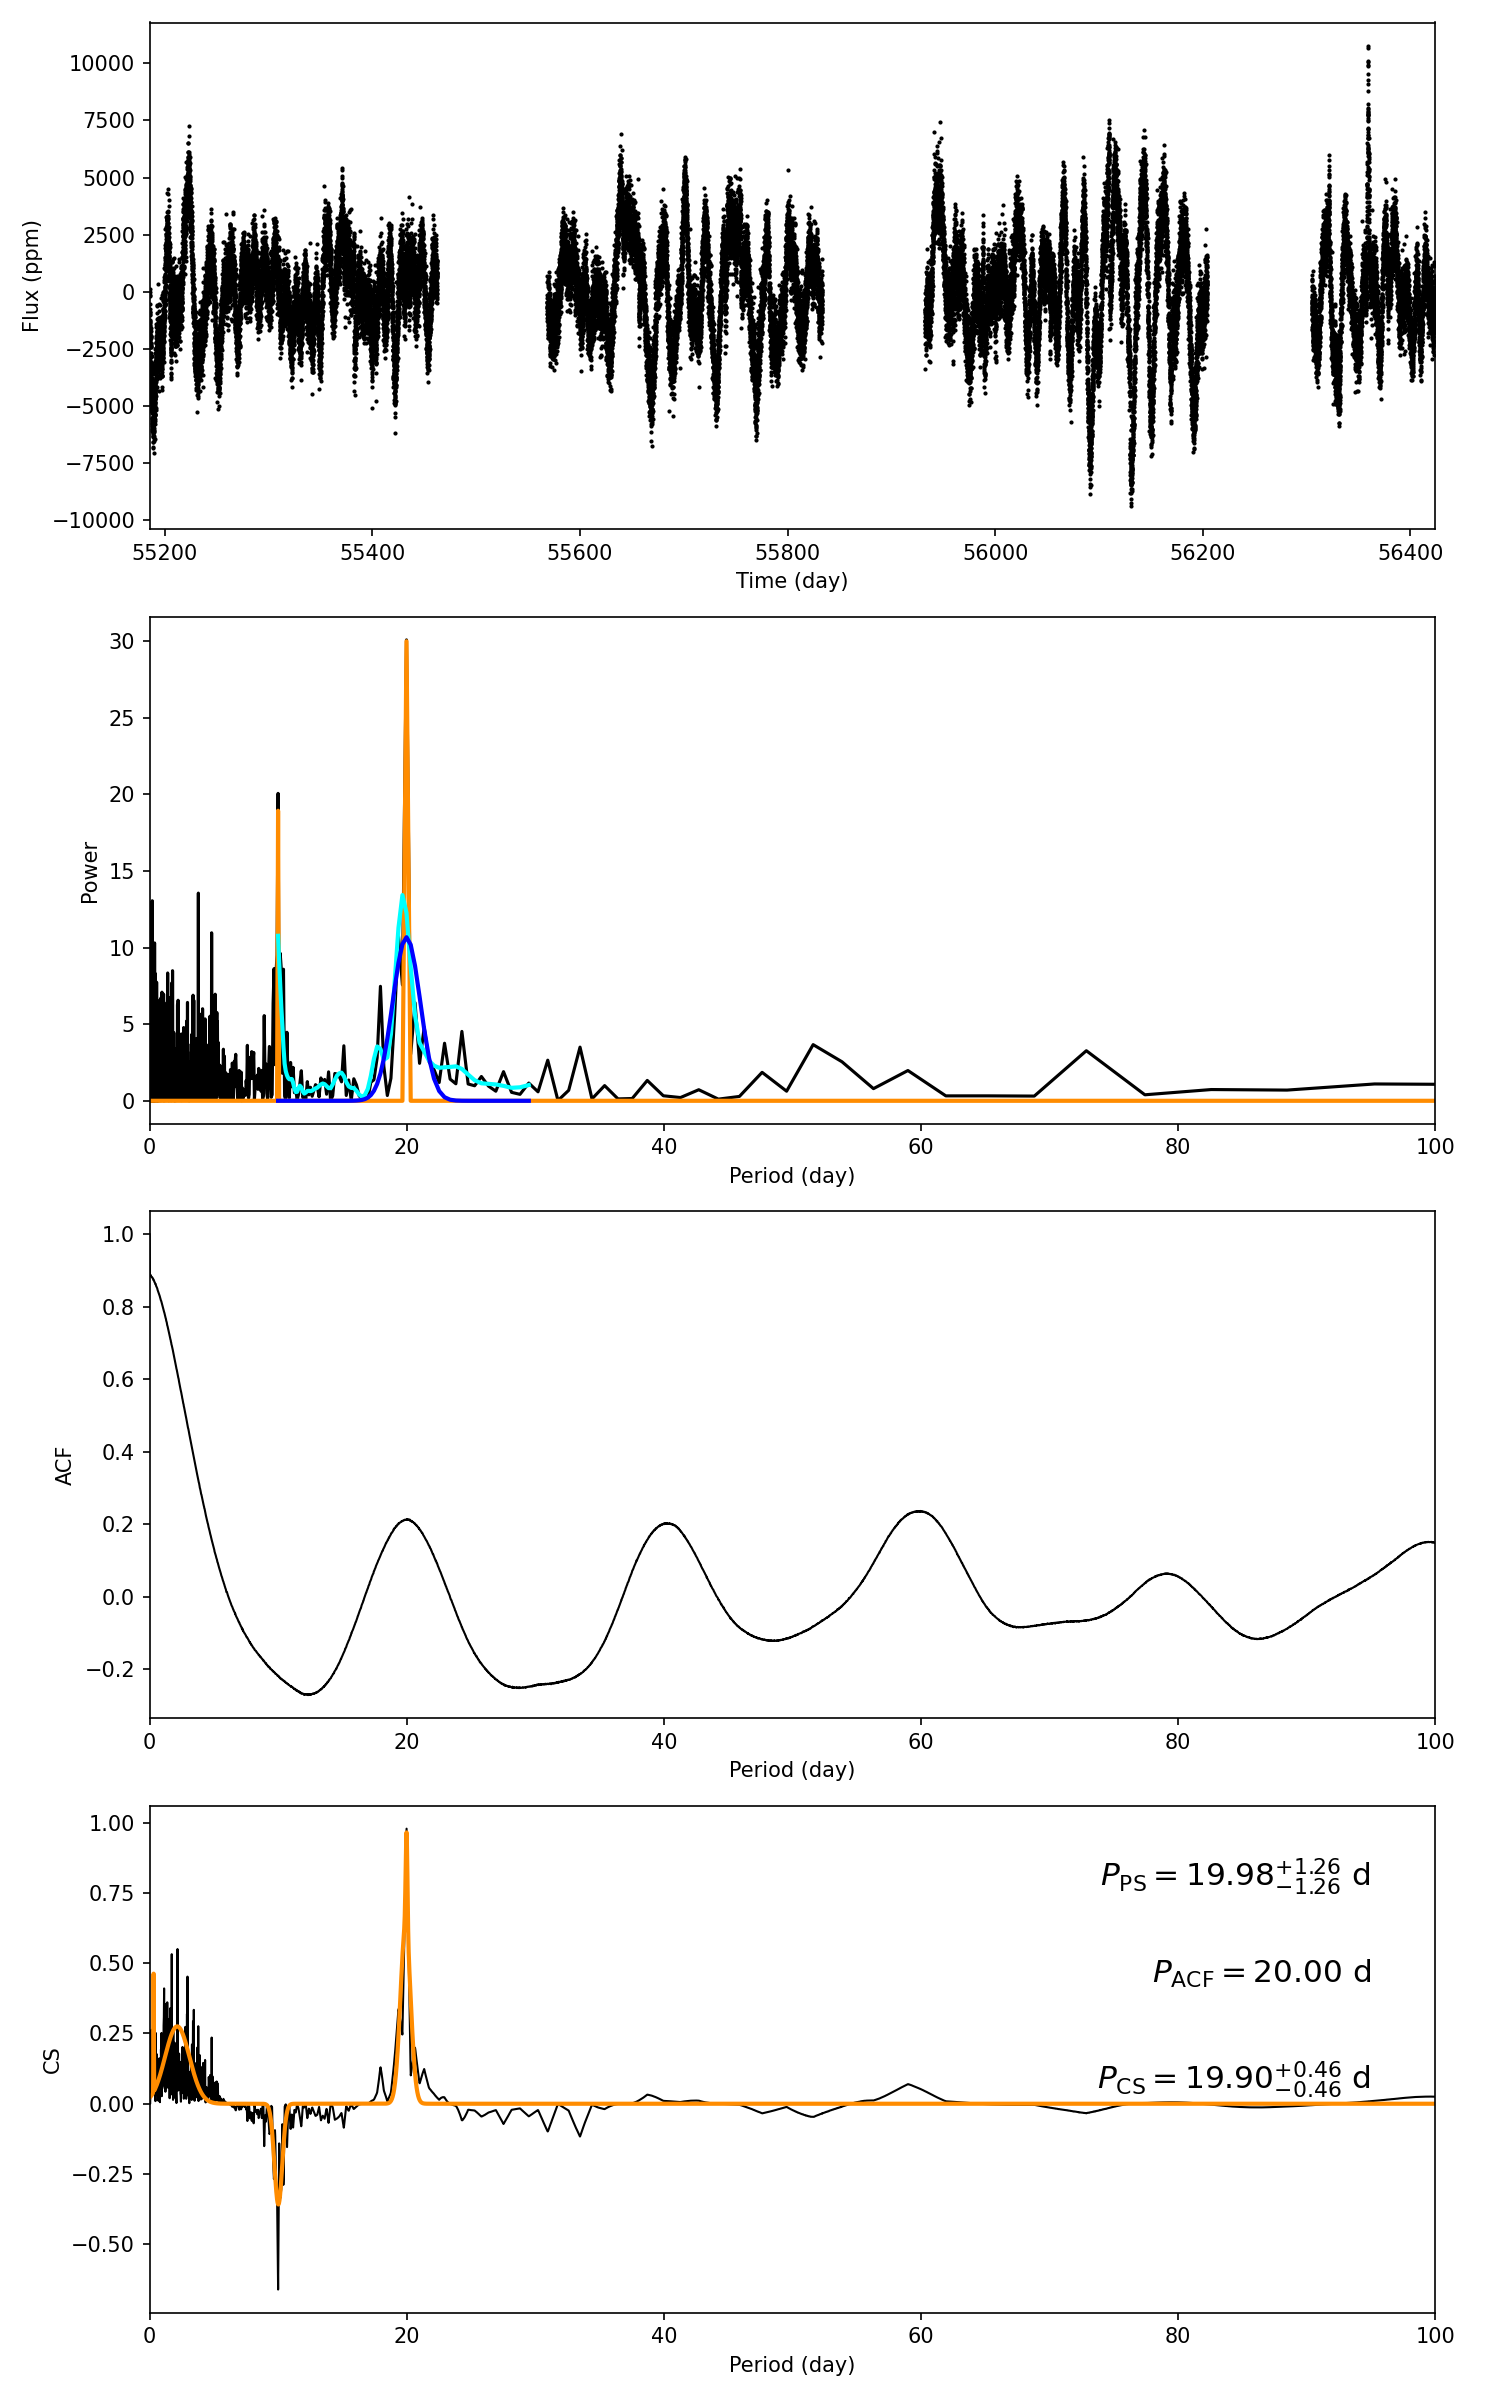 10000
7500
5000
2500
0
−2500
−5000
−7500
−10000
Flux (ppm)
55200 55400 55600 55800 56000 56200 56400
Time (day)
30
25
20
15
10
5
0
Power
0 20 40 60 80 100
Period (day)
1.0
0.8
0.6
0.4
0.2
0.0
−0.2
ACF
0 20 40 60 80 100
Period (day)
1.00
0.75
0.50
0.25
0.00
−0.25
−0.50
CS
P_PS = 19.98^{+1.26}_{−1.26} d
P_ACF = 20.00 d
P_CS = 19.90^{+0.46}_{−0.46} d
0 20 40 60 80 100
Period (day)